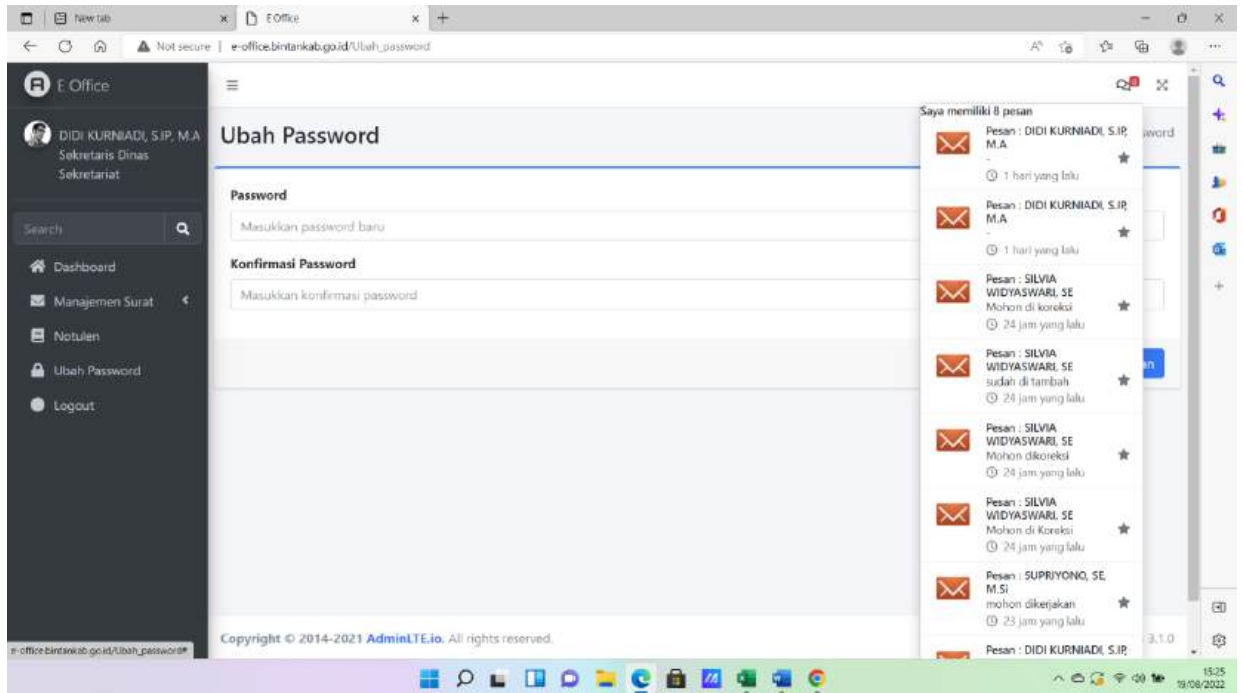 New tab
E Office
Not secure | e-office.bintankab.go.id/Ubah_password
E Office
DIDI KURNIADI, S.IP, M.A
Sekretaris Dinas
Sekretariat
Search
Dashboard
Manajemen Surat
Notulen
Ubah Password
Logout
Ubah Password
Password
Masukkan password baru
Konfirmasi Password
Masukkan konfirmasi password
Saya memiliki 8 pesan
Pesan : DIDI KURNIADI, S.IP,
M.A
-
1 hari yang lalu
Pesan : DIDI KURNIADI, S.IP,
M.A
-
1 hari yang lalu
Pesan : SILVIA
WIDYASWARI, SE
Mohon di koreksi
24 jam yang lalu
Pesan : SILVIA
WIDYASWARI, SE
sudah di tambah
24 jam yang lalu
Pesan : SILVIA
WIDYASWARI, SE
Mohon dikoreksi
24 jam yang lalu
Pesan : SILVIA
WIDYASWARI, SE
Mohon di Koreksi
24 jam yang lalu
Pesan : SUPRIYONO, SE,
M.Si
mohon dikerjakan
23 jam yang lalu
Pesan : DIDI KURNIADI, S.IP,
Copyright © 2014-2021 AdminLTE.io. All rights reserved.
3.1.0
e-office.bintankab.go.id/Ubah_password#
15:25
19/08/2022